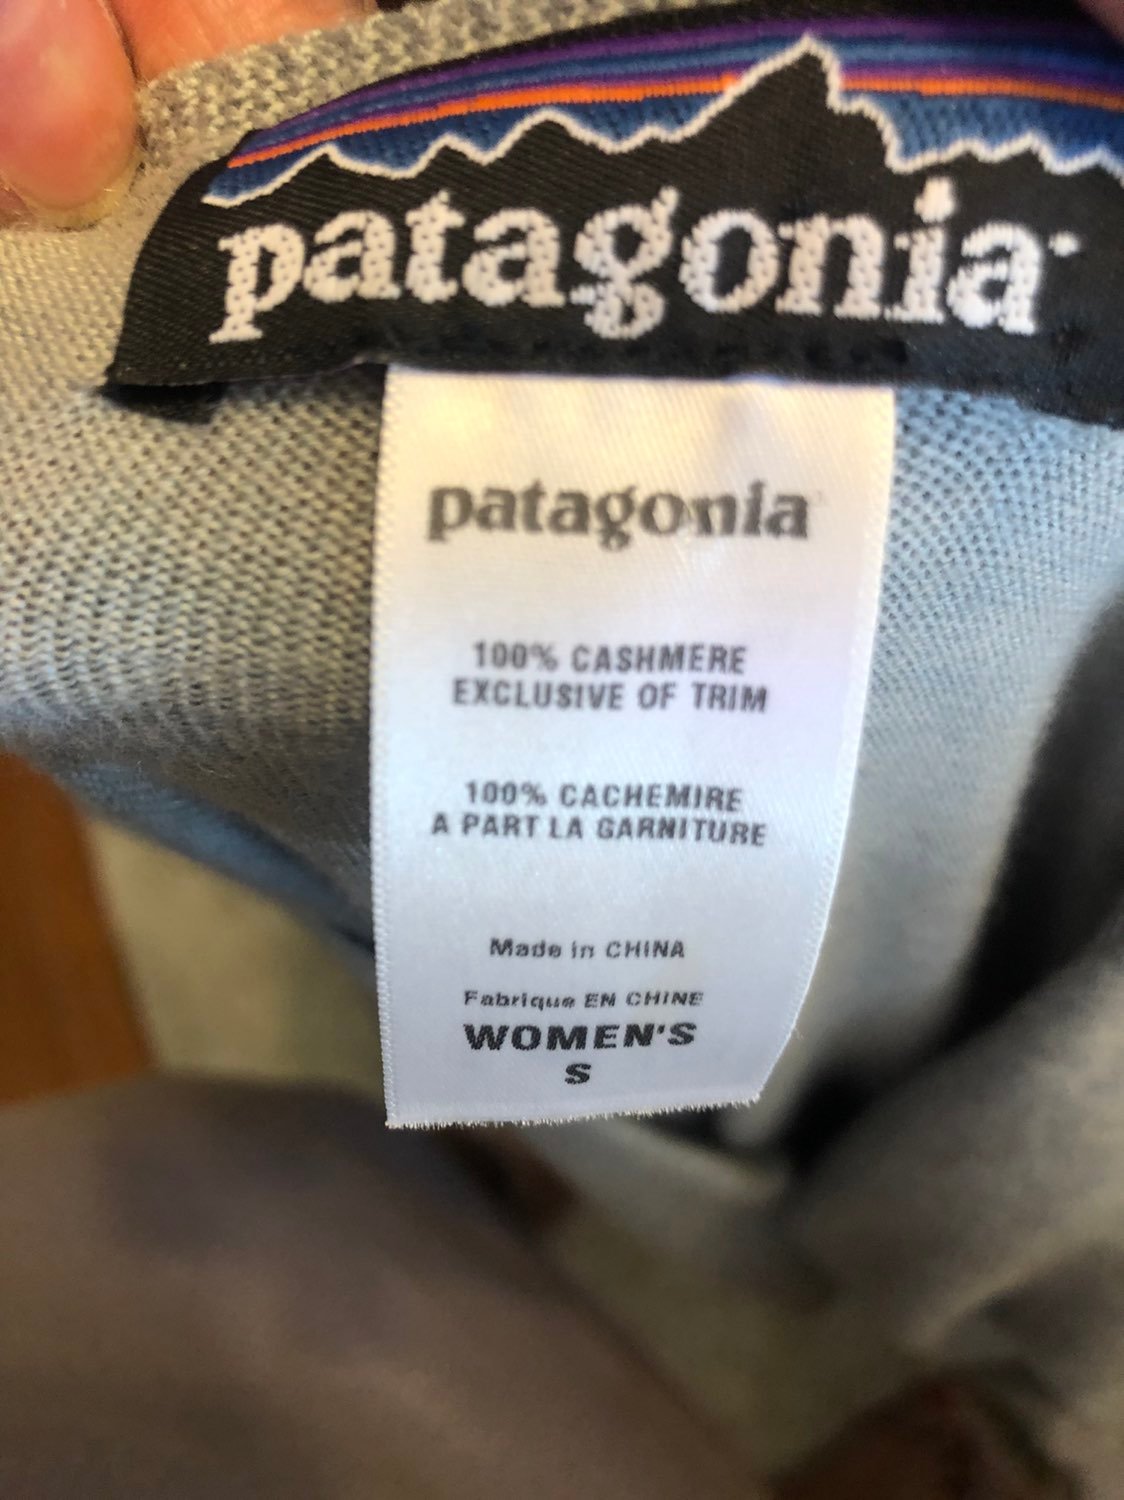 patagonia
patagonia
100% CASHMERE
EXCLUSIVE OF TRIM
100% CACHEMIRE
A PART LA GARNITURE
Made in CHINA
Fabrique EN CHINE
WOMEN'S
S